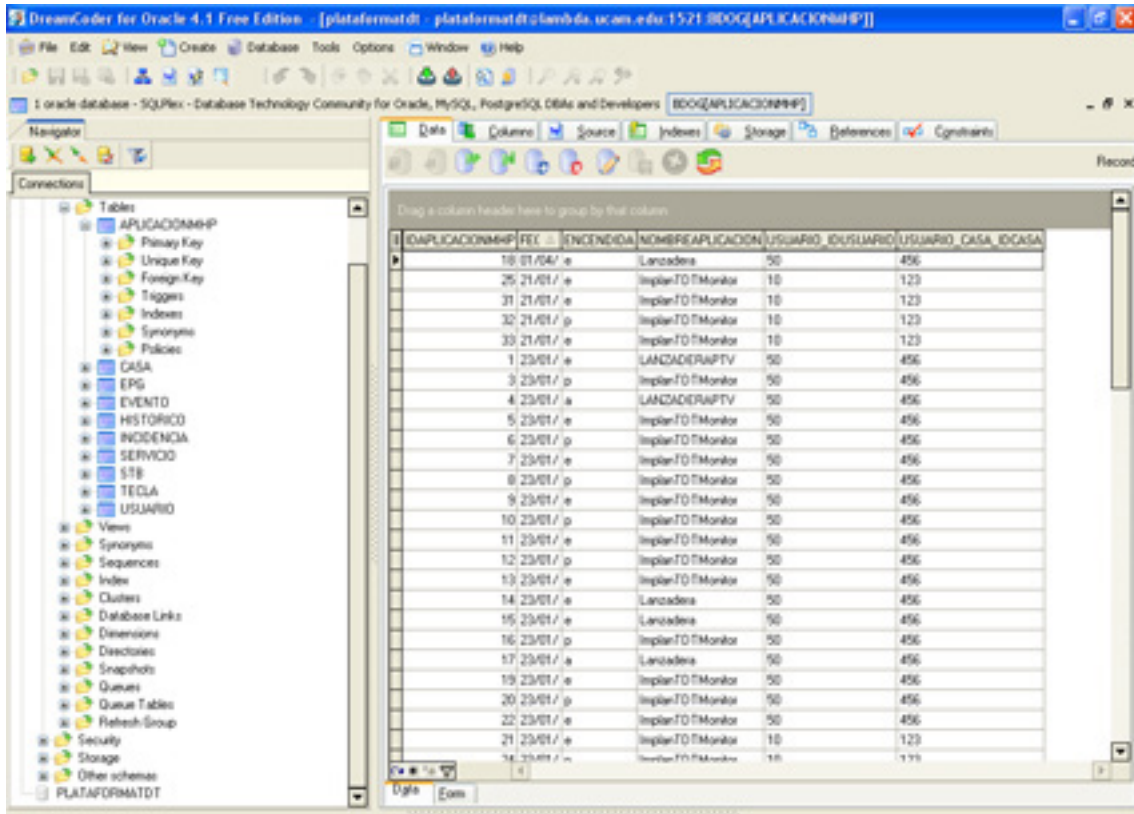 DreamCoder for Oracle 4.1 Free Edition - [plataformatdt - plataformatdt@lambda.ucam.edu:1521:BDOG[APLICACIONMHP]]
File Edit View Create Database Tools Options Window Help
1 oracle database - SQLPlex - Database Technology Community for Oracle, MySQL, PostgreSQL DBAs and Developers BDOG[APLICACIONMHP]
Navigator
Data Columns Source Indexes Storage References Constraints
Record
Connections
Tables
APLICACIONMHP
Primary Key
Unique Key
Foreign Key
Triggers
Indexes
Synonyms
Policies
CASA
EPG
EVENTO
HISTORICO
INCIDENCIA
SERVICIO
STB
TECLA
USUARIO
Views
Synonyms
Sequences
Index
Clusters
Database Links
Dimensions
Directories
Snapshots
Queues
Queue Tables
Refresh Group
Security
Storage
Other schemas
PLATAFORMATDT
Drag a column header here to group by that column
IDAPLICACIONMHP FEC ENCENDIDA NOMBREAPLICACION USUARIO_IDUSUARIO USUARIO_CASA_IDCASA
18 01/04/ e Lanzadera 50 456
25 21/01/ e ImplanTDTMonitor 10 123
31 21/01/ e ImplanTDTMonitor 10 123
32 21/01/ p ImplanTDTMonitor 10 123
33 21/01/ e ImplanTDTMonitor 10 123
1 23/01/ e LANZADERAPTV 50 456
3 23/01/ p ImplanTDTMonitor 50 456
4 23/01/ a LANZADERAPTV 50 456
5 23/01/ e ImplanTDTMonitor 50 456
6 23/01/ p ImplanTDTMonitor 50 456
7 23/01/ e ImplanTDTMonitor 50 456
8 23/01/ p ImplanTDTMonitor 50 456
9 23/01/ e ImplanTDTMonitor 50 456
10 23/01/ p ImplanTDTMonitor 50 456
11 23/01/ e ImplanTDTMonitor 50 456
12 23/01/ p ImplanTDTMonitor 50 456
13 23/01/ e ImplanTDTMonitor 50 456
14 23/01/ e Lanzadera 50 456
15 23/01/ e Lanzadera 50 456
16 23/01/ p ImplanTDTMonitor 50 456
17 23/01/ a Lanzadera 50 456
19 23/01/ e ImplanTDTMonitor 50 456
20 23/01/ p ImplanTDTMonitor 50 456
22 23/01/ e ImplanTDTMonitor 50 456
21 23/01/ e ImplanTDTMonitor 10 123
24 23/01/ p ImplanTDTMonitor 10 123
Data Form